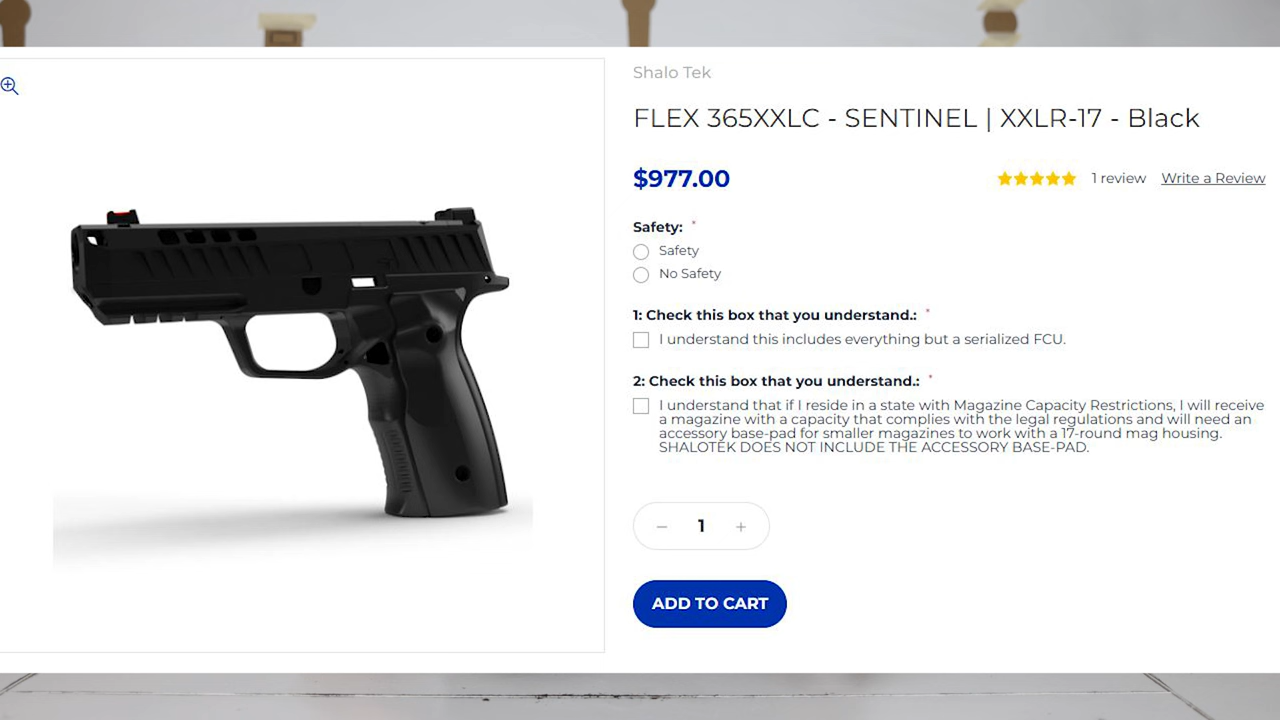 Shalo Tek
FLEX 365XXLC - SENTINEL | XXLR-17 - Black
$977.00
1 review Write a Review
Safety: *
Safety
No Safety
1: Check this box that you understand.: *
I understand this includes everything but a serialized FCU.
2: Check this box that you understand.: *
I understand that if I reside in a state with Magazine Capacity Restrictions, I will receive
a magazine with a capacity that complies with the legal regulations and will need an
accessory base-pad for smaller magazines to work with a 17-round mag housing.
SHALOTEK DOES NOT INCLUDE THE ACCESSORY BASE-PAD.
− 1 +
ADD TO CART